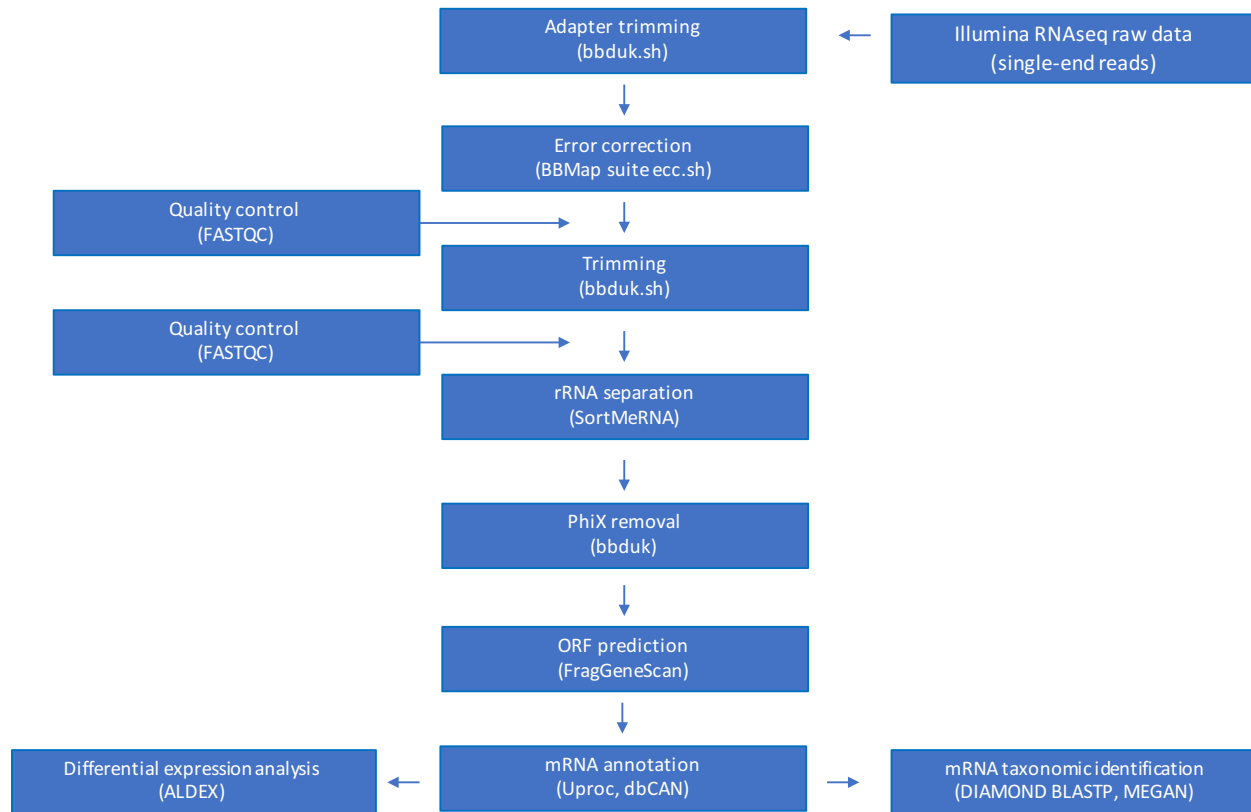 Adapter trimming
(bbduk.sh)
Illumina RNAseq raw data
(single-end reads)
Error correction
(BBMap suite ecc.sh)
Quality control
(FASTQC)
Trimming
(bbduk.sh)
Quality control
(FASTQC)
rRNA separation
(SortMeRNA)
PhiX removal
(bbduk)
ORF prediction
(FragGeneScan)
Differential expression analysis
(ALDEX)
mRNA annotation
(Uproc, dbCAN)
mRNA taxonomic identification
(DIAMOND BLASTP, MEGAN)